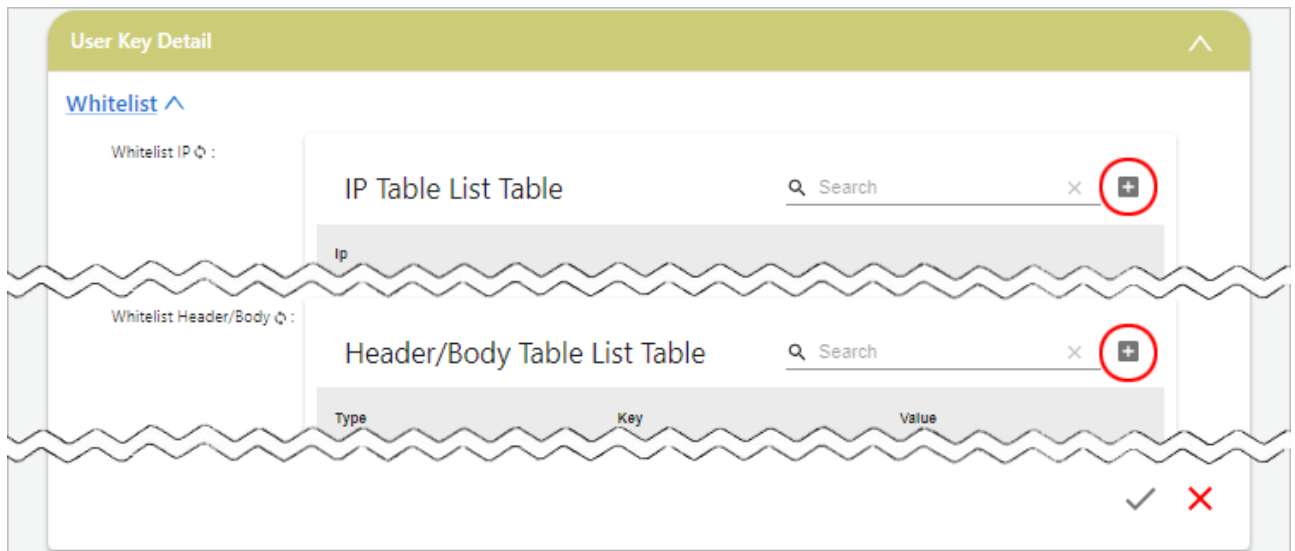 User Key Detail
Whitelist
Whitelist IP :
IP Table List Table
Search
Ip
Whitelist Header/Body :
Header/Body Table List Table
Search
Type Key Value